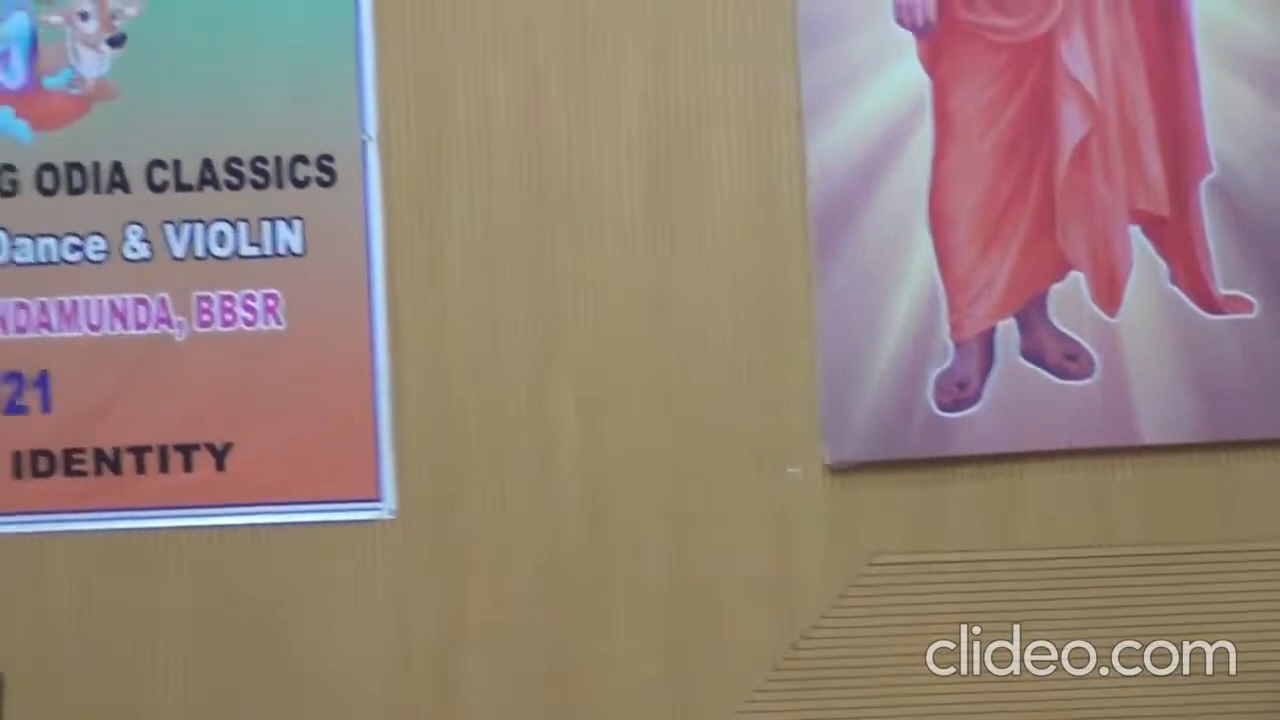 G ODIA CLASSICS
Dance & VIOLIN
NDAMUNDA, BBSR
21
IDENTITY
clideo.com